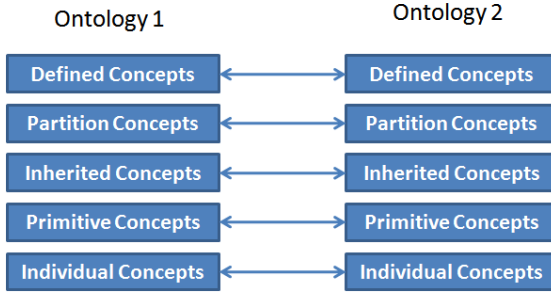 Ontology 1 Ontology 2
Defined Concepts Defined Concepts
Partition Concepts Partition Concepts
Inherited Concepts Inherited Concepts
Primitive Concepts Primitive Concepts
Individual Concepts Individual Concepts